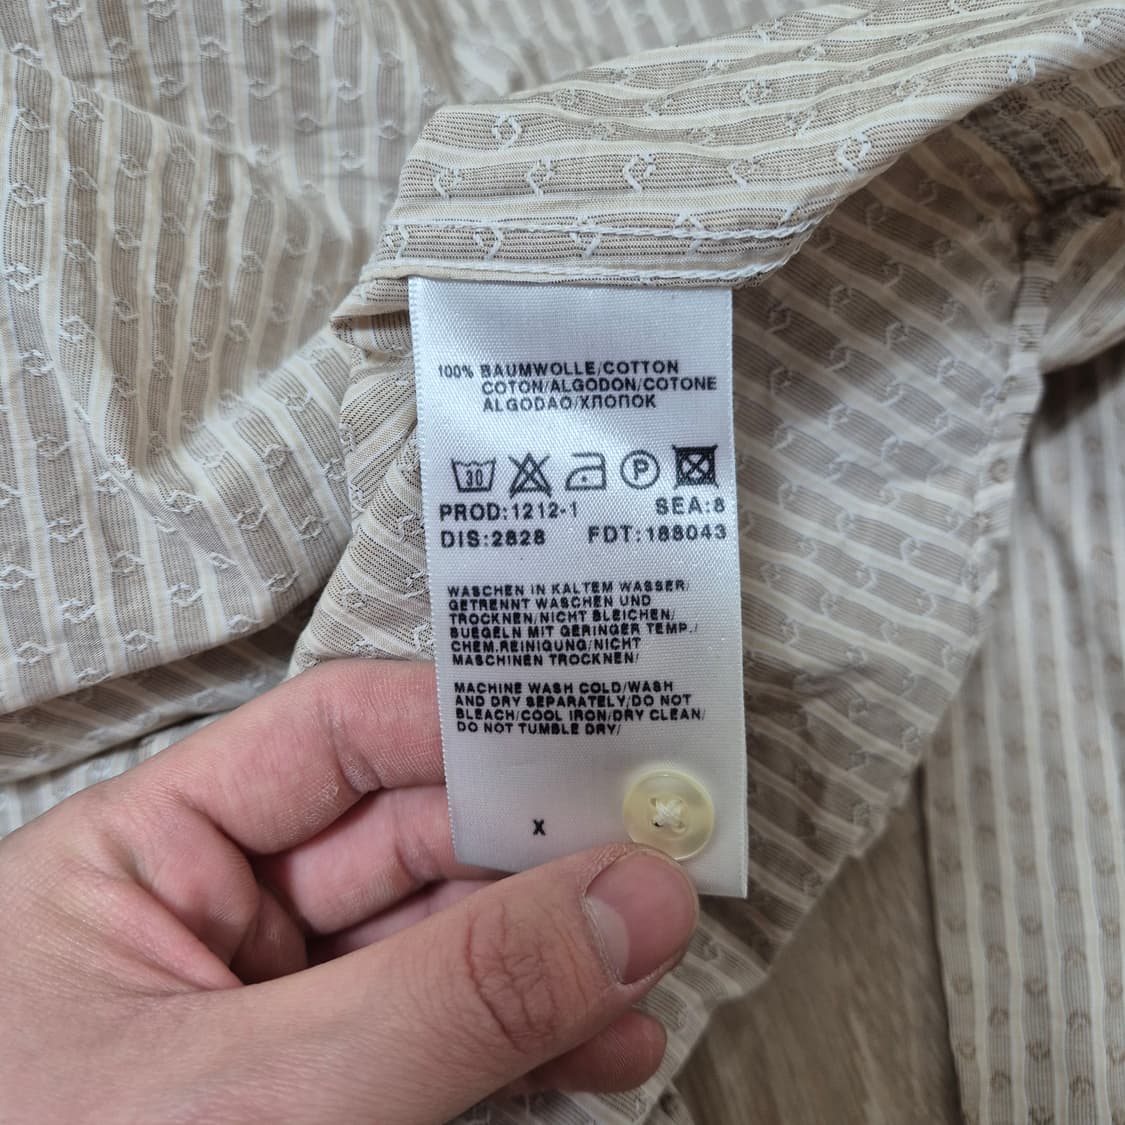 100% BAUMWOLLE/COTTON
COTON/ALGODON/COTONE
ALGODAO/ХЛОПОК
30 P
PROD:1212-1 SEA:8
DIS:2828 FDT:188043
WASCHEN IN KALTEM WASSER/
GETRENNT WASCHEN UND
TROCKNEN/NICHT BLEICHEN/
BUEGELN MIT GERINGER TEMP./
CHEM.REINIGUNG/NICHT
MASCHINEN TROCKNEN/
MACHINE WASH COLD/WASH
AND DRY SEPARATELY/DO NOT
BLEACH/COOL IRON/DRY CLEAN/
DO NOT TUMBLE DRY/
X